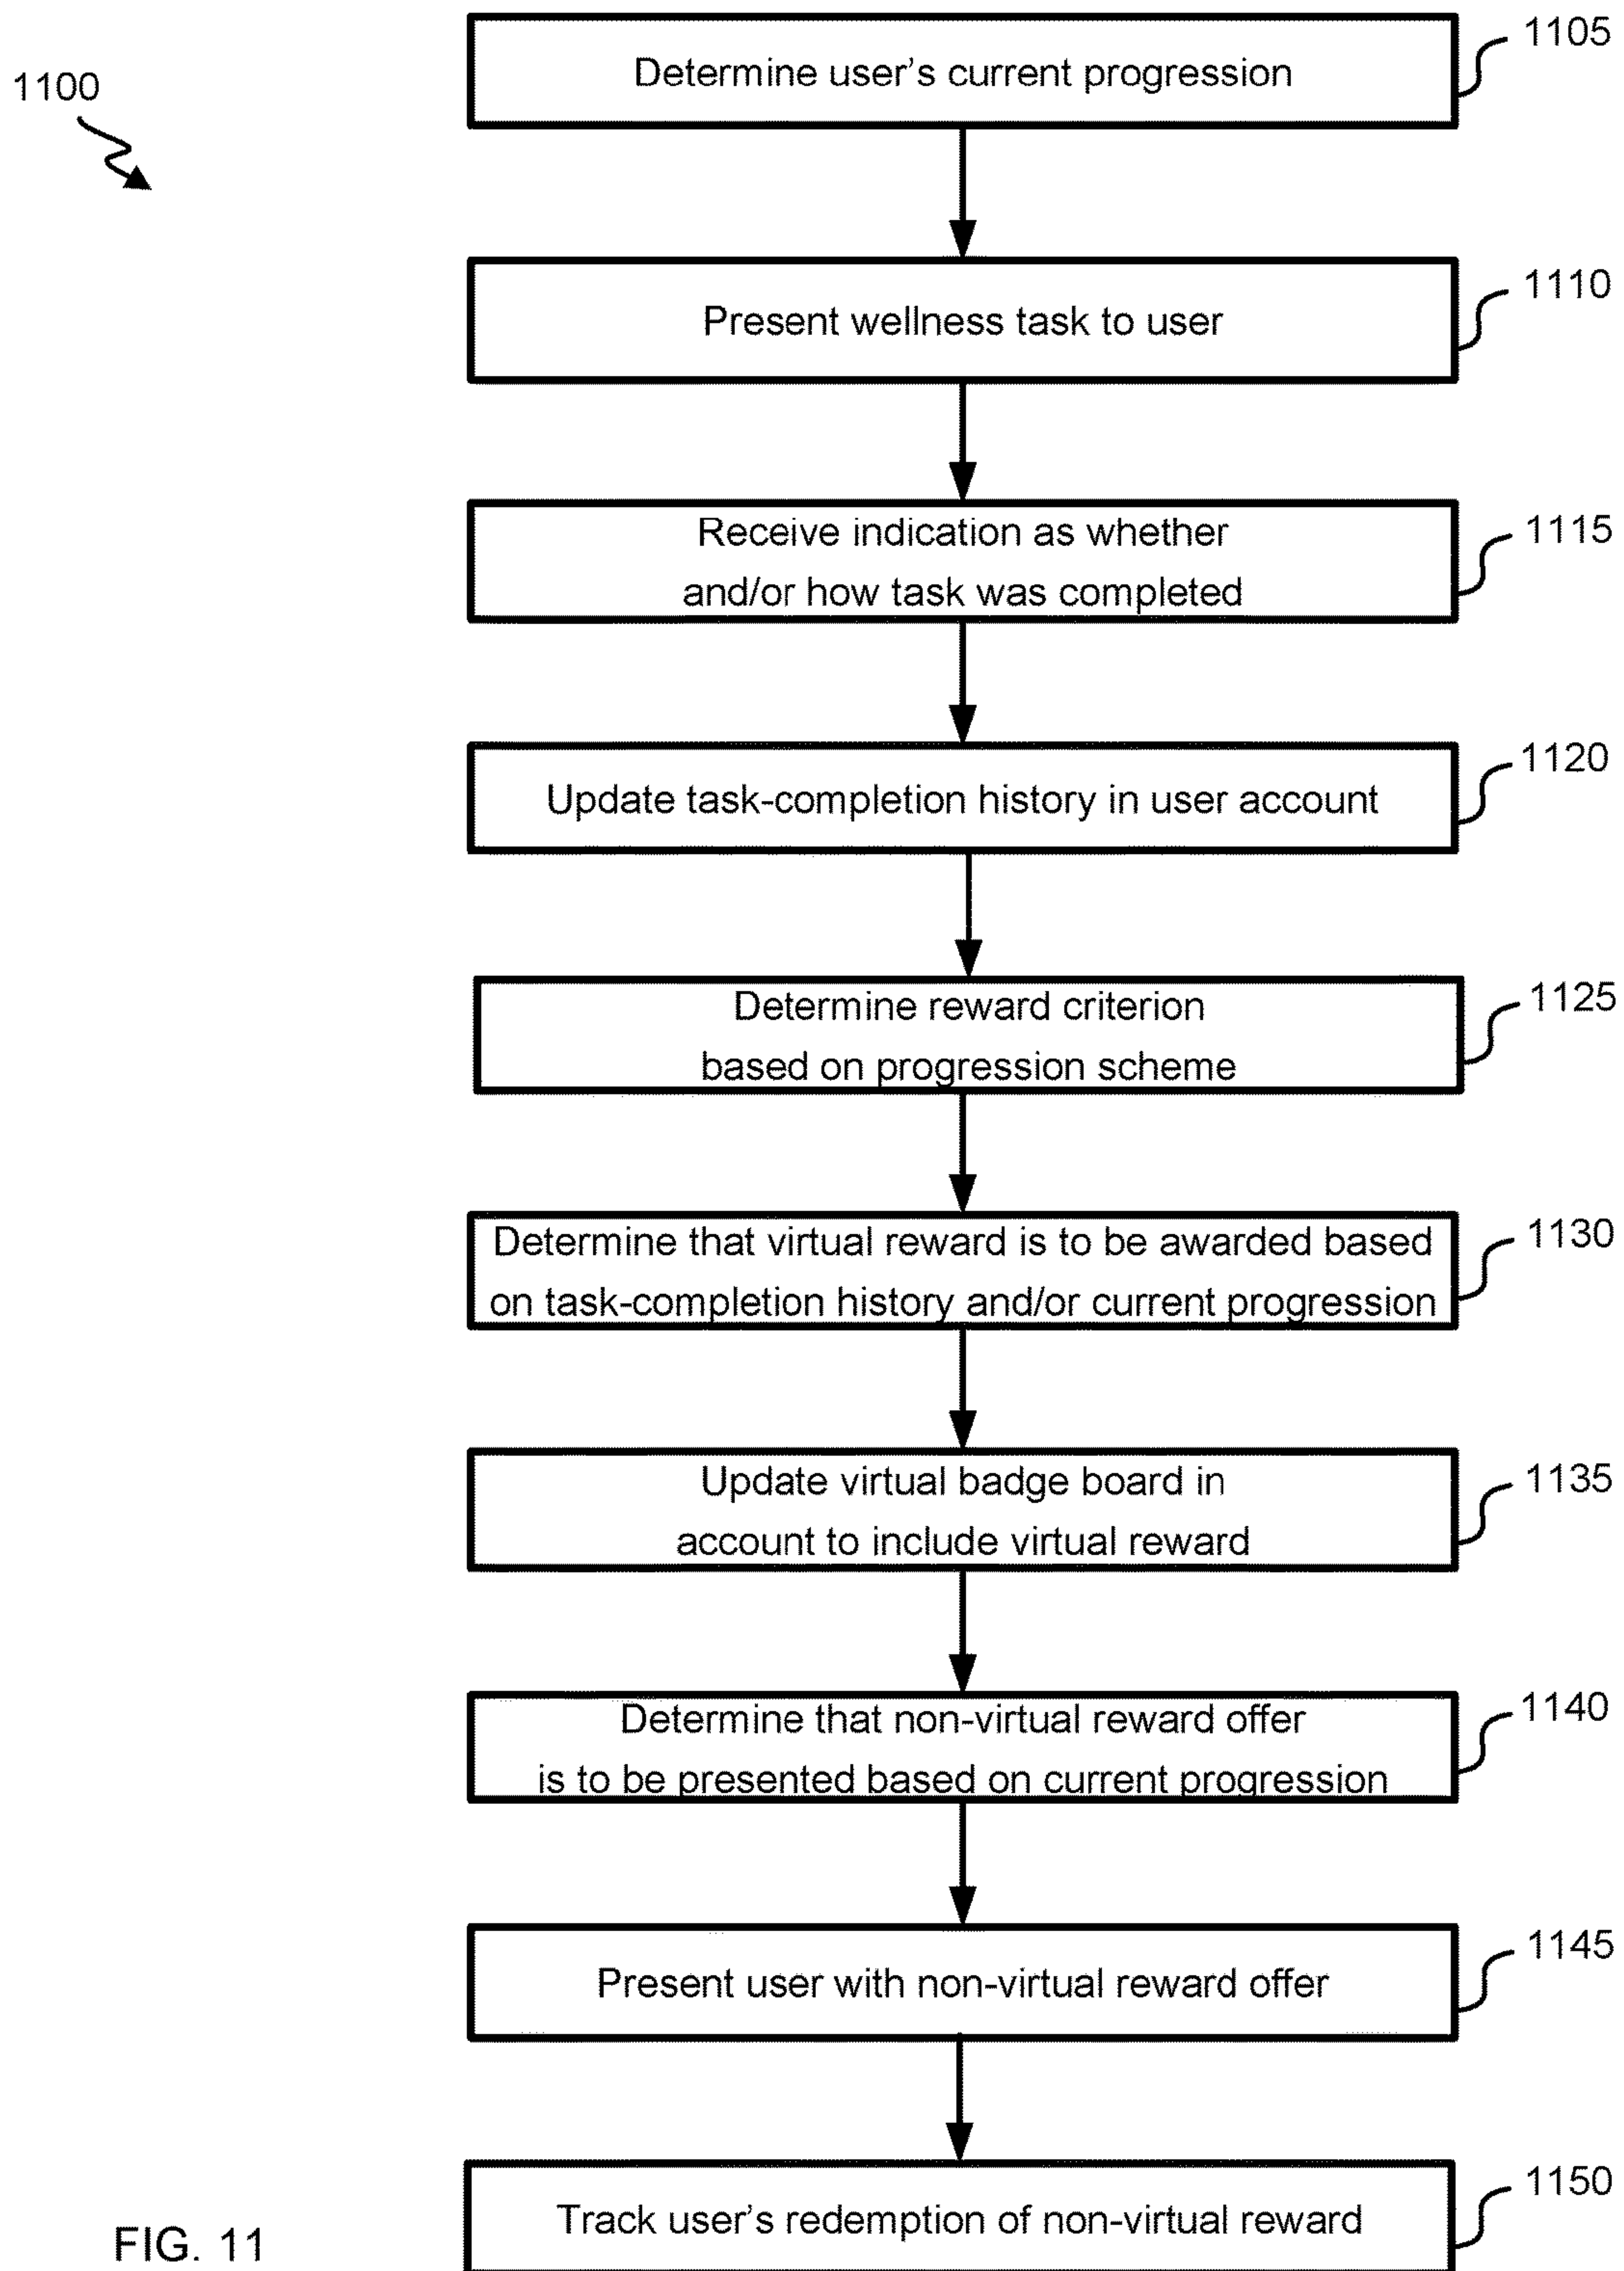 1100
Determine user's current progression
1105
Present wellness task to user
1110
Receive indication as whether
and/or how task was completed
1115
Update task-completion history in user account
1120
Determine reward criterion
based on progression scheme
1125
Determine that virtual reward is to be awarded based
on task-completion history and/or current progression
1130
Update virtual badge board in
account to include virtual reward
1135
Determine that non-virtual reward offer
is to be presented based on current progression
1140
Present user with non-virtual reward offer
1145
Track user's redemption of non-virtual reward
1150
FIG. 11